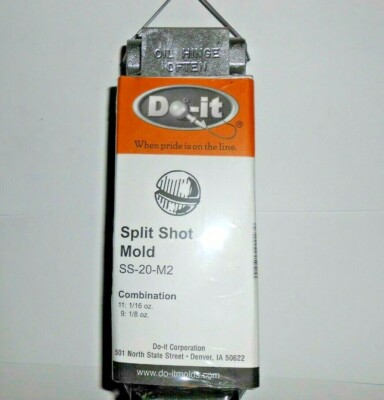 OIL HINGE
OFTEN
Do-it
®
When pride is on the line.
Split Shot
Mold
SS-20-M2
Combination
11: 1/16 oz.
9: 1/8 oz.
Do-it Corporation
501 North State Street • Denver, IA 50622
www.do-itmolds.com